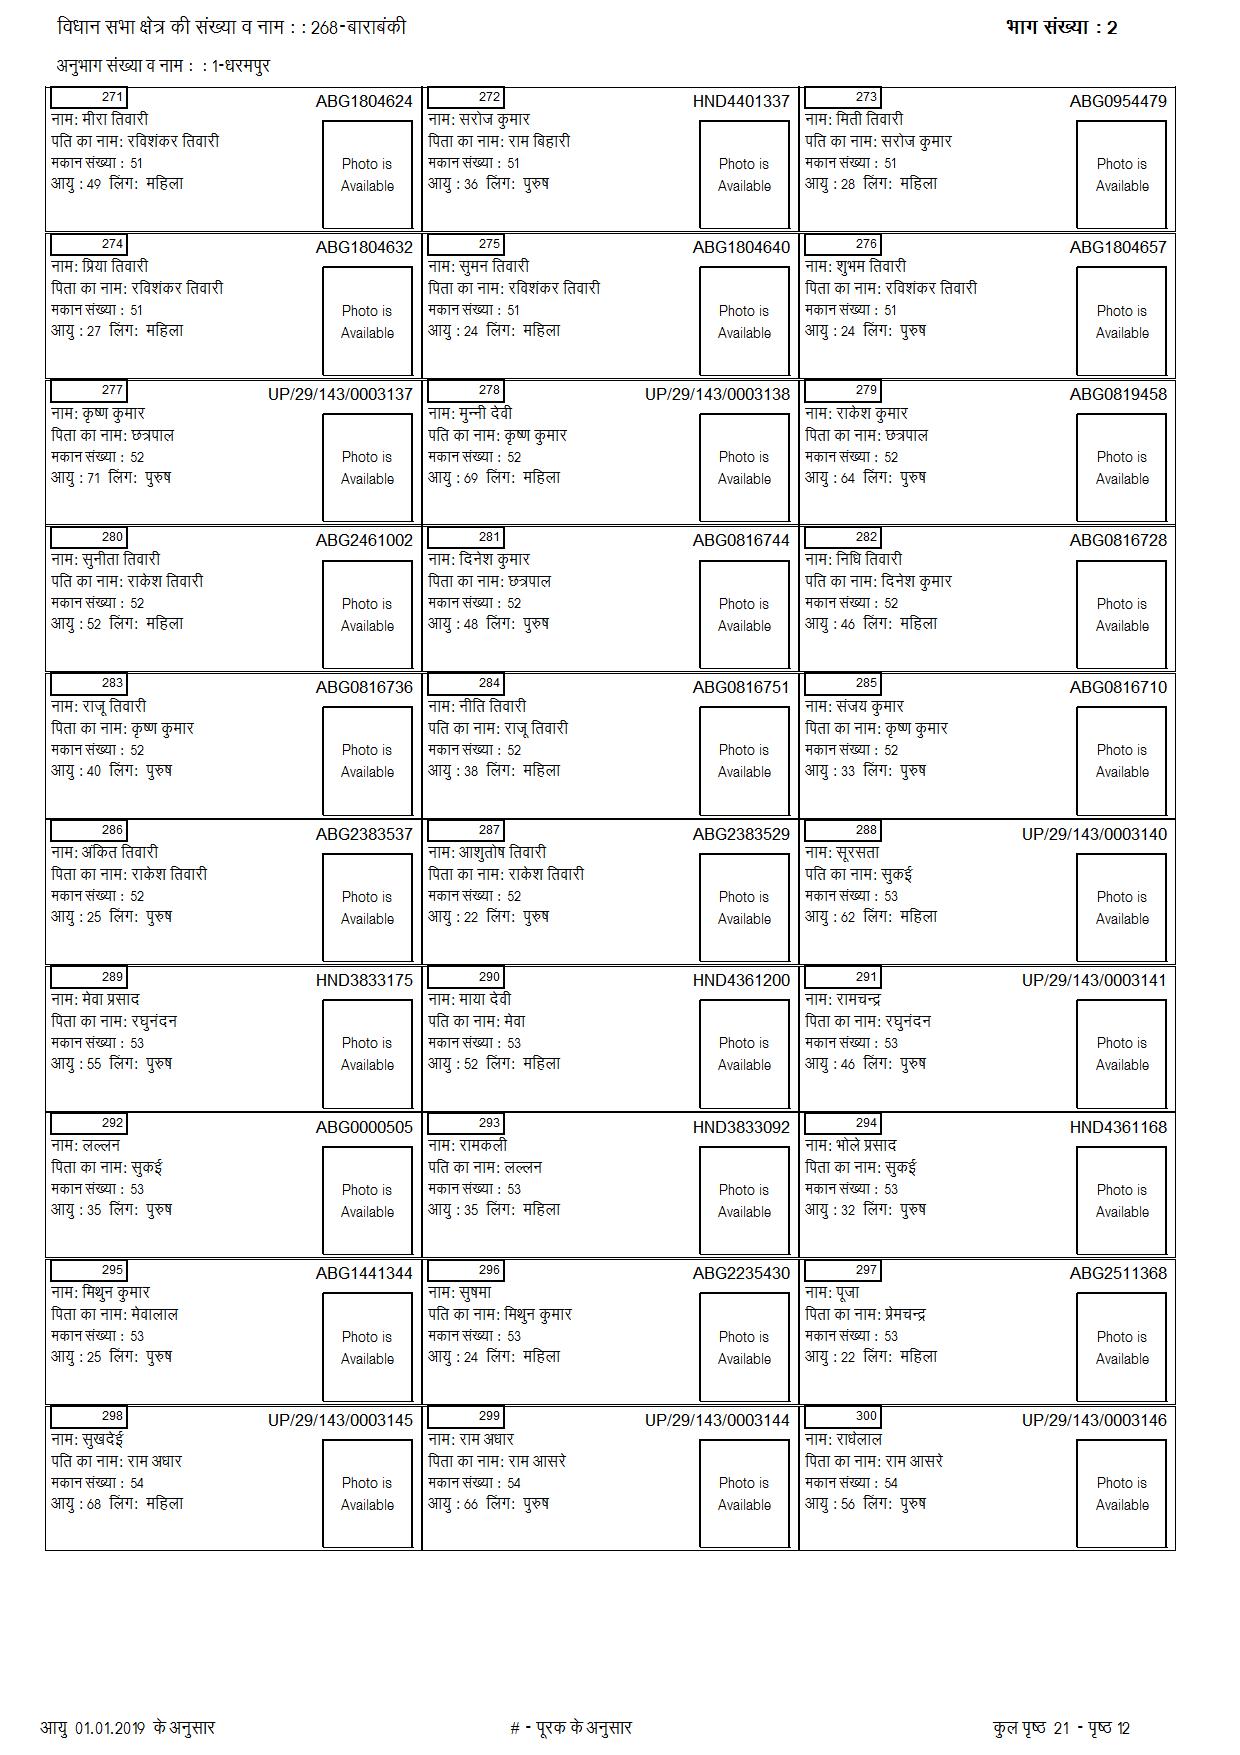 विधान सभा क्षेत्र की संख्या व नाम : : 268-बाराबंकी
भाग संख्या : 2
अनुभाग संख्या व नाम : : 1-धरमपुर
271 ABG1804624
नाम: मीरा तिवारी
पति का नाम: रविशंकर तिवारी
मकान संख्या : 51
आयु : 49 लिंग: महिला
Photo is
Available
272 HND4401337
नाम: सरोज कुमार
पिता का नाम: राम बिहारी
मकान संख्या : 51
आयु : 36 लिंग: पुरुष
Photo is
Available
273 ABG0954479
नाम: मिती तिवारी
पति का नाम: सरोज कुमार
मकान संख्या : 51
आयु : 28 लिंग: महिला
Photo is
Available
274 ABG1804632
नाम: प्रिया तिवारी
पिता का नाम: रविशंकर तिवारी
मकान संख्या : 51
आयु : 27 लिंग: महिला
Photo is
Available
275 ABG1804640
नाम: सुमन तिवारी
पिता का नाम: रविशंकर तिवारी
मकान संख्या : 51
आयु : 24 लिंग: महिला
Photo is
Available
276 ABG1804657
नाम: शुभम तिवारी
पिता का नाम: रविशंकर तिवारी
मकान संख्या : 51
आयु : 24 लिंग: पुरुष
Photo is
Available
277 UP/29/143/0003137
नाम: कृष्ण कुमार
पिता का नाम: छत्रपाल
मकान संख्या : 52
आयु : 71 लिंग: पुरुष
Photo is
Available
278 UP/29/143/0003138
नाम: मुन्नी देवी
पति का नाम: कृष्ण कुमार
मकान संख्या : 52
आयु : 69 लिंग: महिला
Photo is
Available
279 ABG0819458
नाम: राकेश कुमार
पिता का नाम: छत्रपाल
मकान संख्या : 52
आयु : 64 लिंग: पुरुष
Photo is
Available
280 ABG2461002
नाम: सुनीता तिवारी
पति का नाम: राकेश तिवारी
मकान संख्या : 52
आयु : 52 लिंग: महिला
Photo is
Available
281 ABG0816744
नाम: दिनेश कुमार
पिता का नाम: छत्रपाल
मकान संख्या : 52
आयु : 48 लिंग: पुरुष
Photo is
Available
282 ABG0816728
नाम: निधि तिवारी
पति का नाम: दिनेश कुमार
मकान संख्या : 52
आयु : 46 लिंग: महिला
Photo is
Available
283 ABG0816736
नाम: राजू तिवारी
पिता का नाम: कृष्ण कुमार
मकान संख्या : 52
आयु : 40 लिंग: पुरुष
Photo is
Available
284 ABG0816751
नाम: नीति तिवारी
पति का नाम: राजू तिवारी
मकान संख्या : 52
आयु : 38 लिंग: महिला
Photo is
Available
285 ABG0816710
नाम: संजय कुमार
पिता का नाम: कृष्ण कुमार
मकान संख्या : 52
आयु : 33 लिंग: पुरुष
Photo is
Available
286 ABG2383537
नाम: अंकित तिवारी
पिता का नाम: राकेश तिवारी
मकान संख्या : 52
आयु : 25 लिंग: पुरुष
Photo is
Available
287 ABG2383529
नाम: आशुतोष तिवारी
पिता का नाम: राकेश तिवारी
मकान संख्या : 52
आयु : 22 लिंग: पुरुष
Photo is
Available
288 UP/29/143/0003140
नाम: सूरसता
पति का नाम: सुकई
मकान संख्या : 53
आयु : 62 लिंग: महिला
Photo is
Available
289 HND3833175
नाम: मेवा प्रसाद
पिता का नाम: रघुनंदन
मकान संख्या : 53
आयु : 55 लिंग: पुरुष
Photo is
Available
290 HND4361200
नाम: माया देवी
पति का नाम: मेवा
मकान संख्या : 53
आयु : 52 लिंग: महिला
Photo is
Available
291 UP/29/143/0003141
नाम: रामचन्द्र
पिता का नाम: रघुनंदन
मकान संख्या : 53
आयु : 46 लिंग: पुरुष
Photo is
Available
292 ABG0000505
नाम: लल्लन
पिता का नाम: सुकई
मकान संख्या : 53
आयु : 35 लिंग: पुरुष
Photo is
Available
293 HND3833092
नाम: रामकली
पति का नाम: लल्लन
मकान संख्या : 53
आयु : 35 लिंग: महिला
Photo is
Available
294 HND4361168
नाम: भोले प्रसाद
पिता का नाम: सुकई
मकान संख्या : 53
आयु : 32 लिंग: पुरुष
Photo is
Available
295 ABG1441344
नाम: मिथुन कुमार
पिता का नाम: मेवालाल
मकान संख्या : 53
आयु : 25 लिंग: पुरुष
Photo is
Available
296 ABG2235430
नाम: सुषमा
पति का नाम: मिथुन कुमार
मकान संख्या : 53
आयु : 24 लिंग: महिला
Photo is
Available
297 ABG2511368
नाम: पूजा
पिता का नाम: प्रेमचन्द्र
मकान संख्या : 53
आयु : 22 लिंग: महिला
Photo is
Available
298 UP/29/143/0003145
नाम: सुखदेई
पति का नाम: राम अधार
मकान संख्या : 54
आयु : 68 लिंग: महिला
Photo is
Available
299 UP/29/143/0003144
नाम: राम अधार
पिता का नाम: राम आसरे
मकान संख्या : 54
आयु : 66 लिंग: पुरुष
Photo is
Available
300 UP/29/143/0003146
नाम: राधेलाल
पिता का नाम: राम आसरे
मकान संख्या : 54
आयु : 56 लिंग: पुरुष
Photo is
Available
आयु 01.01.2019 के अनुसार
# - पूरक के अनुसार
कुल पृष्ठ 21 - पृष्ठ 12